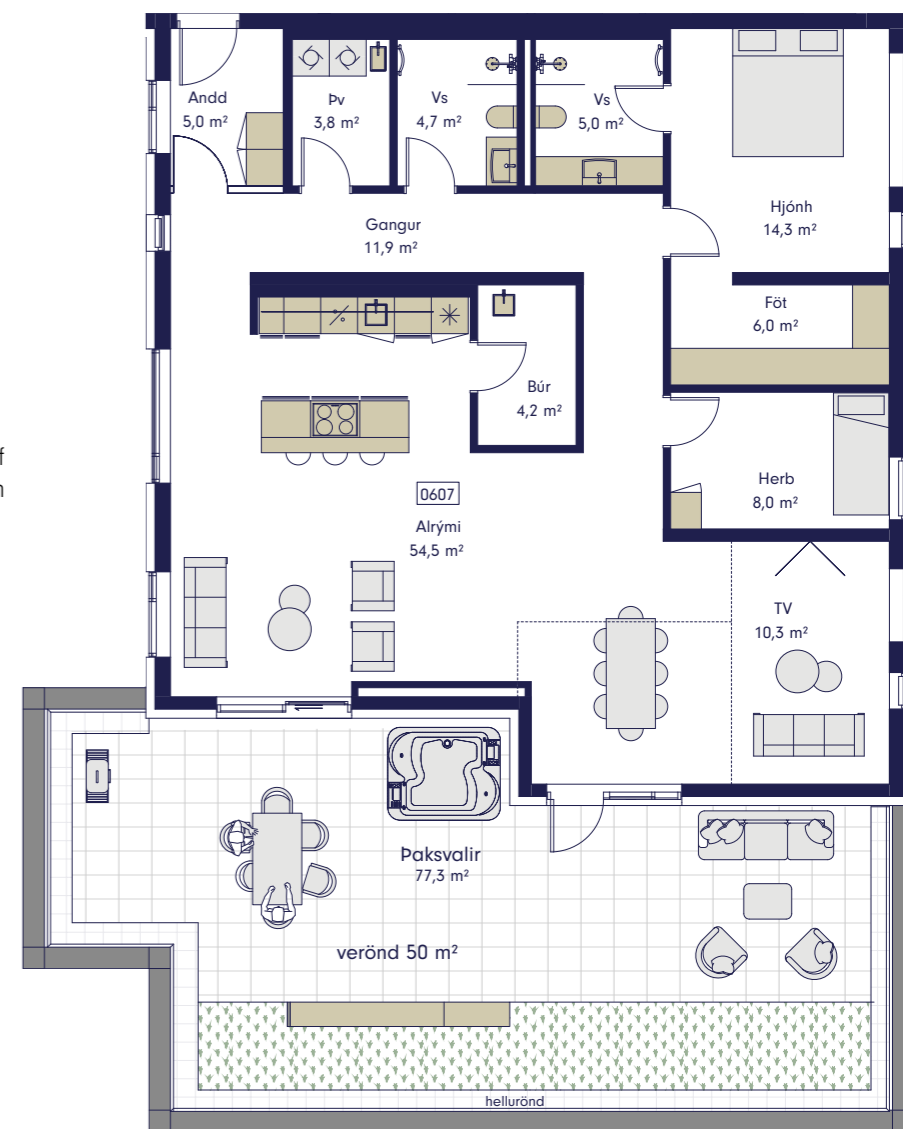 Andd
5,0 m²
Þv
3,8 m²
Vs
4,7 m²
Vs
5,0 m²
Hjónh
14,3 m²
Gangur
11,9 m²
Föt
6,0 m²
Búr
4,2 m²
Herb
8,0 m²
0607
Alrými
54,5 m²
TV
10,3 m²
Þaksvalir
77,3 m²
verönd 50 m²
hellurönd